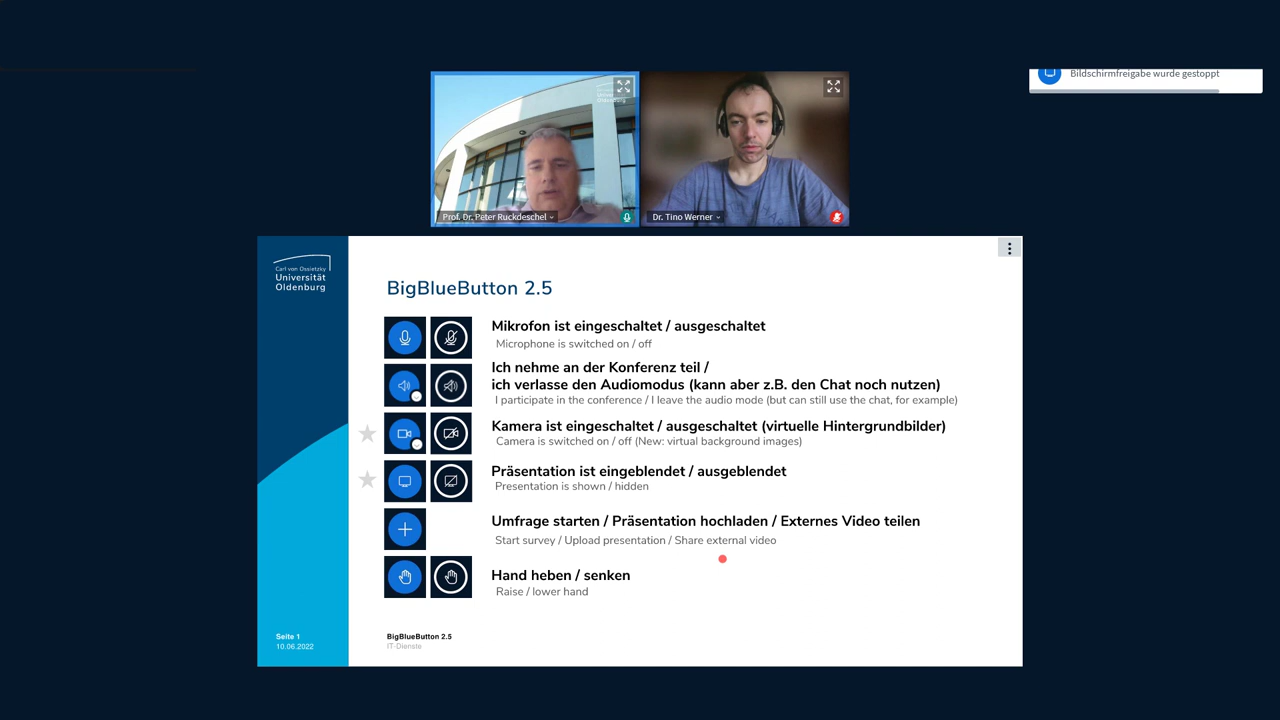 Bildschirmfreigabe wurde gestoppt
Universität
Oldenburg
Prof. Dr. Peter Ruckdeschel
Dr. Tino Werner
Carl von Ossietzky
Universität
Oldenburg
BigBlueButton 2.5
Mikrofon ist eingeschaltet / ausgeschaltet
Microphone is switched on / off
Ich nehme an der Konferenz teil /
ich verlasse den Audiomodus (kann aber z.B. den Chat noch nutzen)
I participate in the conference / I leave the audio mode (but can still use the chat, for example)
Kamera ist eingeschaltet / ausgeschaltet (virtuelle Hintergrundbilder)
Camera is switched on / off (New: virtual background images)
Präsentation ist eingeblendet / ausgeblendet
Presentation is shown / hidden
Umfrage starten / Präsentation hochladen / Externes Video teilen
Start survey / Upload presentation / Share external video
Hand heben / senken
Raise / lower hand
Seite 1
10.06.2022
BigBlueButton 2.5
IT-Dienste